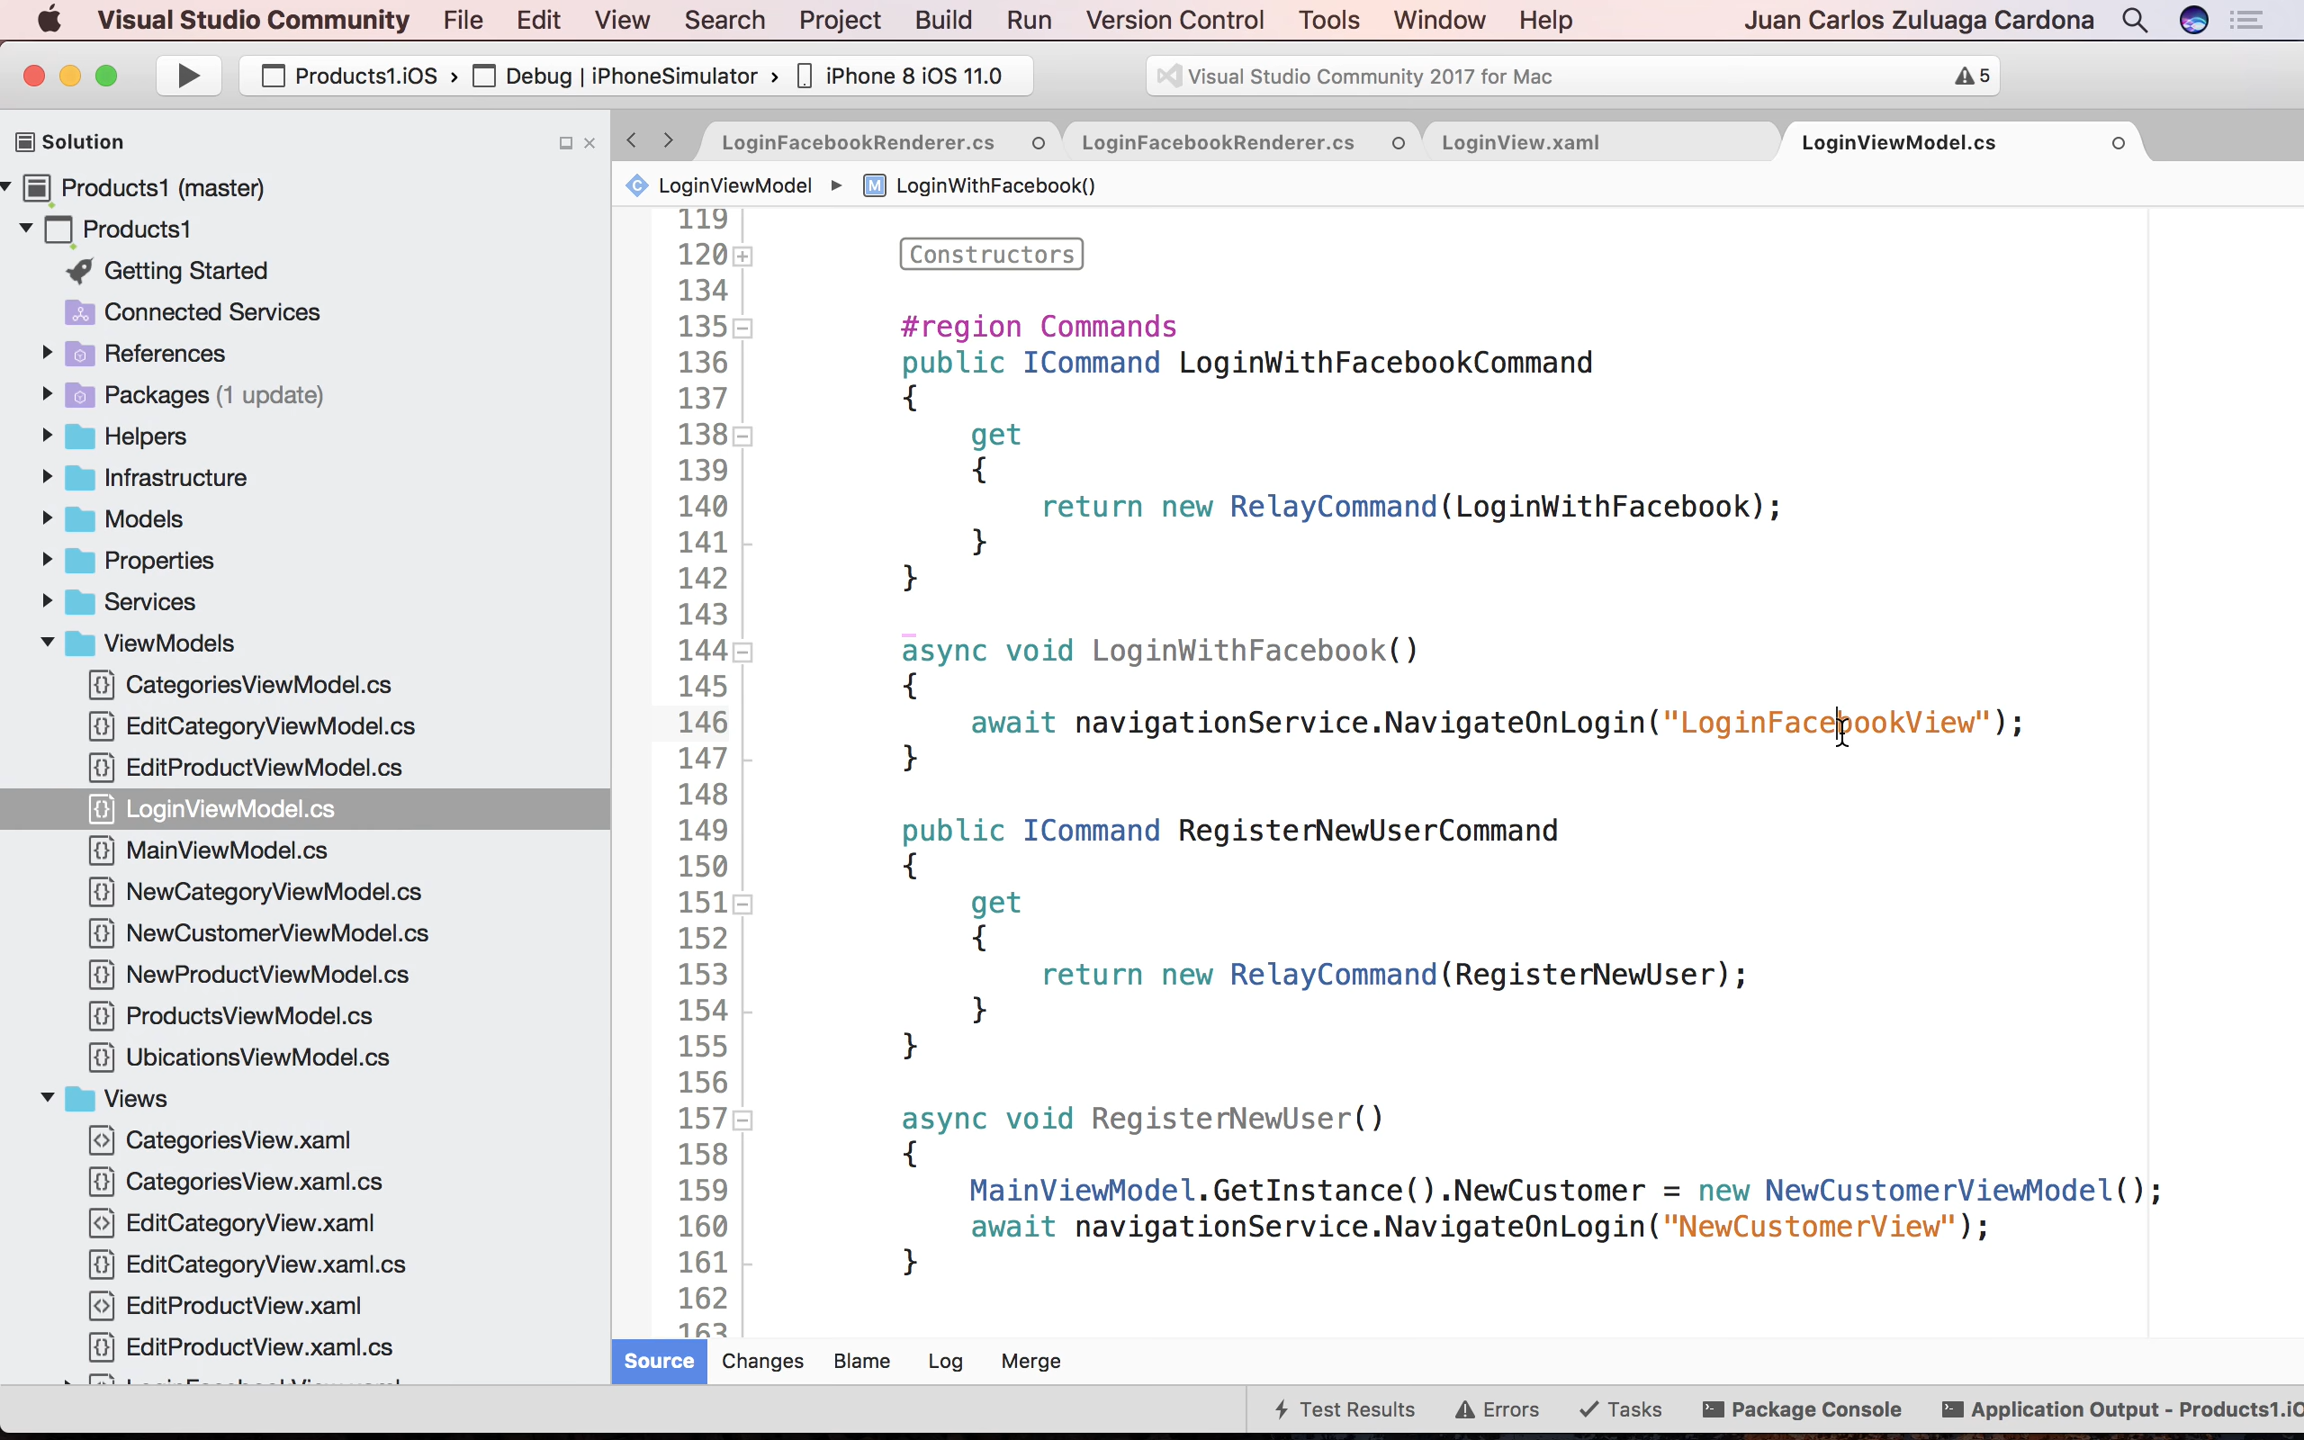 Visual Studio Community File Edit View Search Project Build Run Version Control Tools Window Help Juan Carlos Zuluaga Cardona
Products1.iOS › Debug | iPhoneSimulator › iPhone 8 iOS 11.0 Visual Studio Community 2017 for Mac 5
Solution
Products1 (master)
Products1
Getting Started
Connected Services
References
Packages (1 update)
Helpers
Infrastructure
Models
Properties
Services
ViewModels
CategoriesViewModel.cs
EditCategoryViewModel.cs
EditProductViewModel.cs
LoginViewModel.cs
MainViewModel.cs
NewCategoryViewModel.cs
NewCustomerViewModel.cs
NewProductViewModel.cs
ProductsViewModel.cs
UbicationsViewModel.cs
Views
CategoriesView.xaml
CategoriesView.xaml.cs
EditCategoryView.xaml
EditCategoryView.xaml.cs
EditProductView.xaml
EditProductView.xaml.cs
LoginFacebookRenderer.cs LoginFacebookRenderer.cs LoginView.xaml LoginViewModel.cs
LoginViewModel LoginWithFacebook()
119
120 Constructors
134
135 #region Commands
136 public ICommand LoginWithFacebookCommand
137 {
138 get
139 {
140 return new RelayCommand(LoginWithFacebook);
141 }
142 }
143
144 async void LoginWithFacebook()
145 {
146 await navigationService.NavigateOnLogin("LoginFacebookView");
147 }
148
149 public ICommand RegisterNewUserCommand
150 {
151 get
152 {
153 return new RelayCommand(RegisterNewUser);
154 }
155 }
156
157 async void RegisterNewUser()
158 {
159 MainViewModel.GetInstance().NewCustomer = new NewCustomerViewModel();
160 await navigationService.NavigateOnLogin("NewCustomerView");
161 }
162
163
Source Changes Blame Log Merge
Test Results Errors Tasks Package Console Application Output - Products1.iO